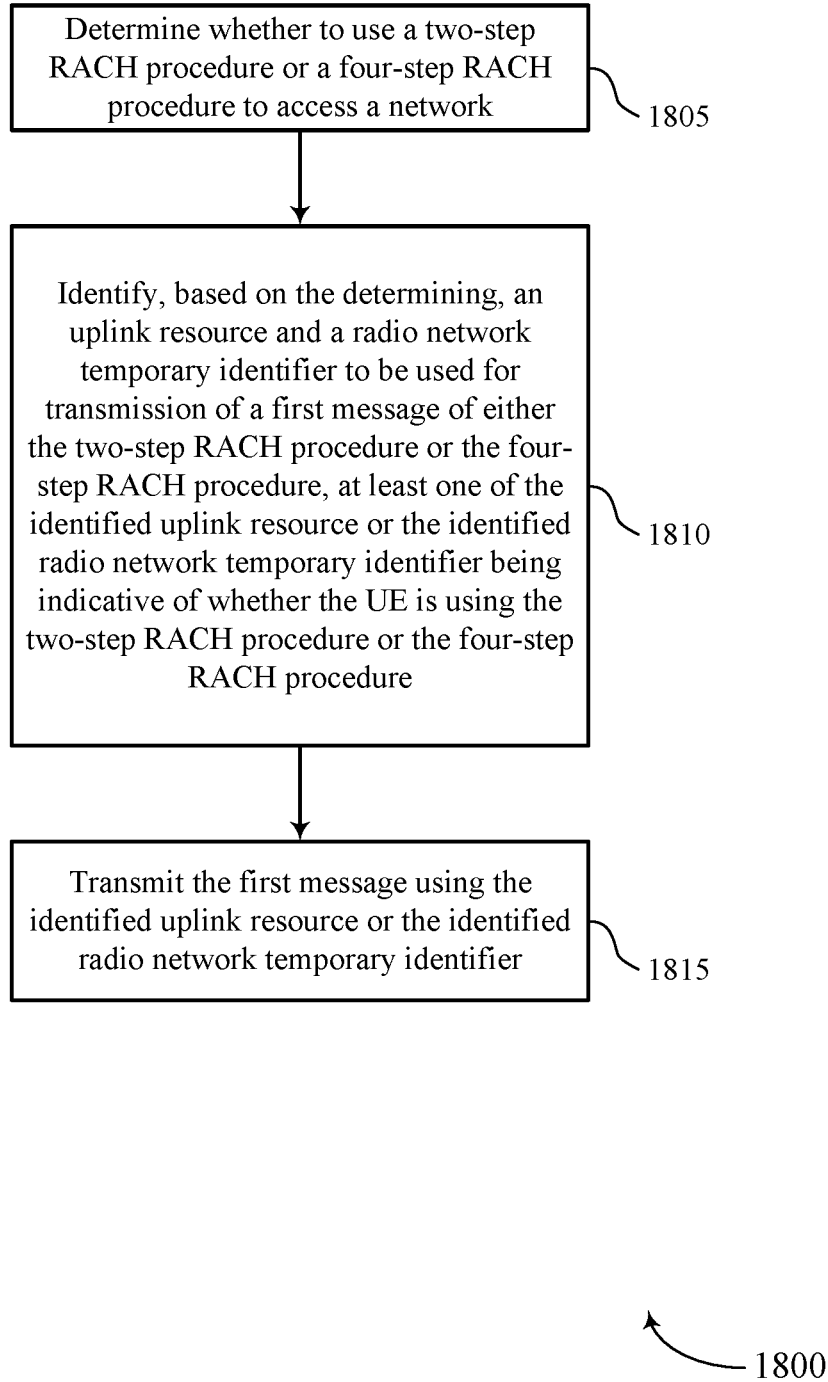 Determine whether to use a two-step
RACH procedure or a four-step RACH
procedure to access a network
1805
Identify, based on the determining, an
uplink resource and a radio network
temporary identifier to be used for
transmission of a first message of either
the two-step RACH procedure or the four-
step RACH procedure, at least one of the
identified uplink resource or the identified
radio network temporary identifier being
indicative of whether the UE is using the
two-step RACH procedure or the four-step
RACH procedure
1810
Transmit the first message using the
identified uplink resource or the identified
radio network temporary identifier
1815
1800